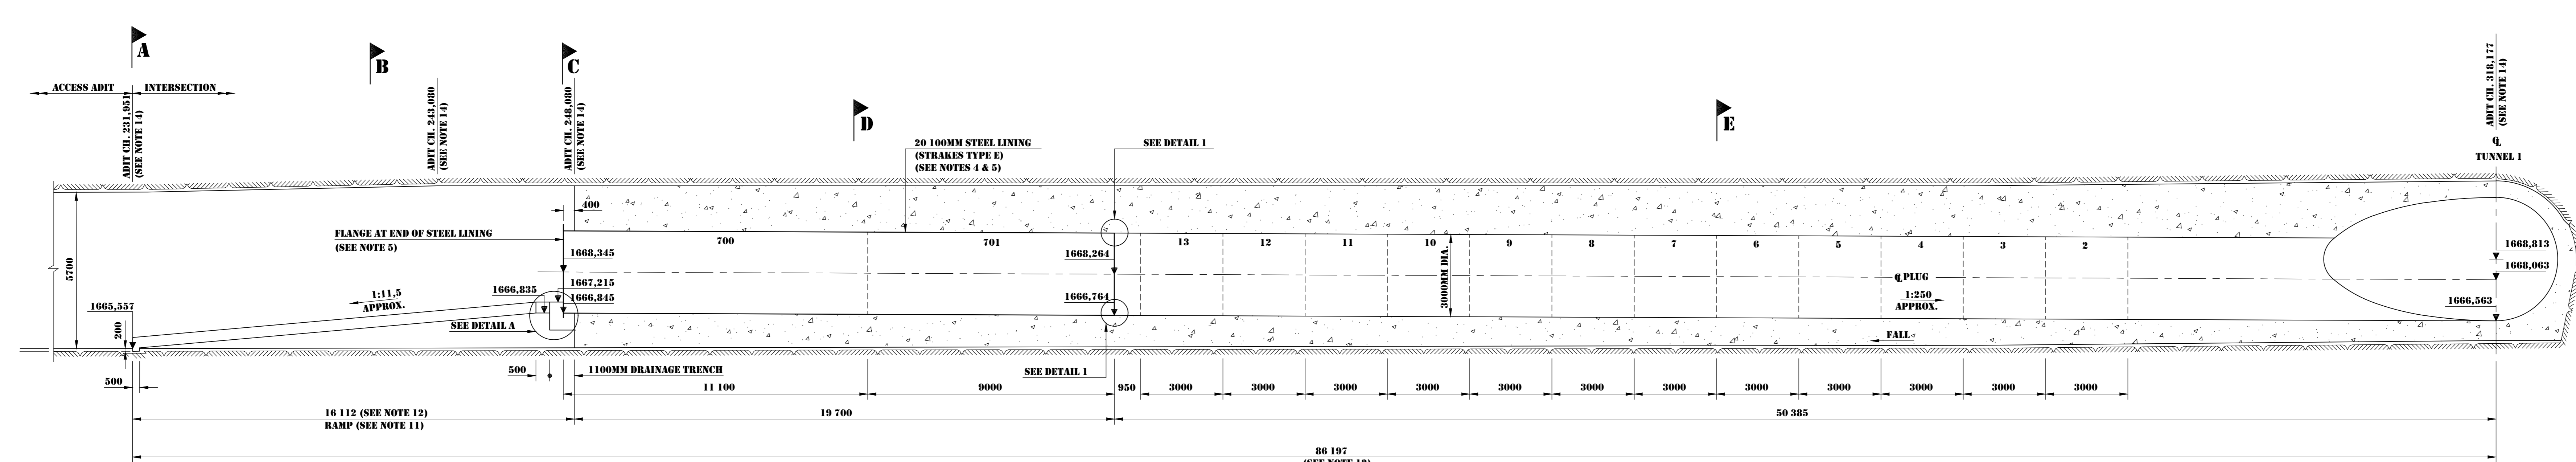 A
B
C
D
E
ACCESS ADIT
INTERSECTION
ADIT CH. 231,951
(SEE NOTE 14)
ADIT CH. 243,080
(SEE NOTE 14)
ADIT CH. 248,080
(SEE NOTE 14)
20 100MM STEEL LINING
(STRAKES TYPE E)
(SEE NOTES 4 & 5)
SEE DETAIL 1
ADIT CH. 318,177
(SEE NOTE 14)
℄
TUNNEL 1
400
FLANGE AT END OF STEEL LINING
(SEE NOTE 5)
700
701
13
12
11
10
9
8
7
6
5
4
3
2
5700
1668,345
1668,264
3000MM DIA.
1668,813
1668,063
℄ PLUG
1:250
APPROX.
1667,215
1666,835
1666,845
1666,764
1666,563
1:11,5
APPROX.
1665,557
200
SEE DETAIL A
FALL
500
500
1100MM DRAINAGE TRENCH
SEE DETAIL 1
11 100
9000
950
3000
3000
3000
3000
3000
3000
3000
3000
3000
3000
3000
3000
16 112 (SEE NOTE 12)
RAMP (SEE NOTE 11)
19 700
50 385
86 197